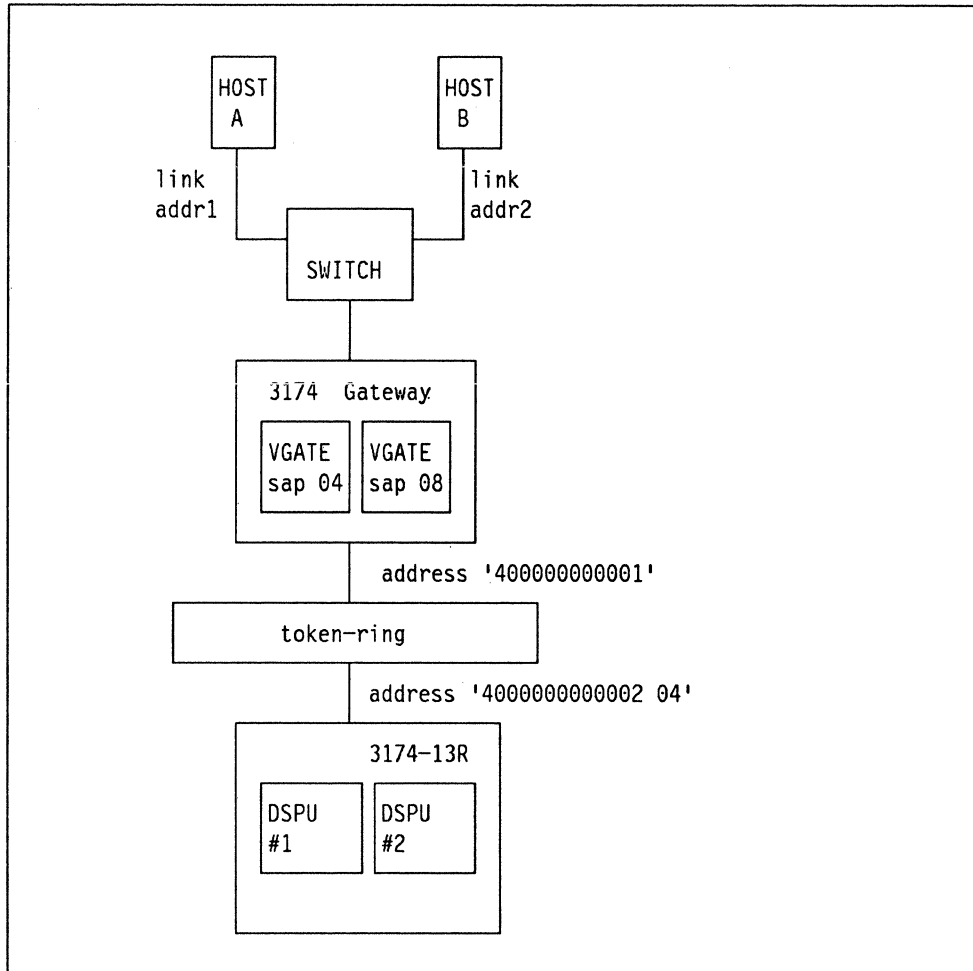 HOST
A
HOST
B
link
addr1
link
addr2
SWITCH
3174 Gateway
VGATE
sap 04
VGATE
sap 08
address '400000000001'
token-ring
address '4000000000002 04'
3174-13R
DSPU
#1
DSPU
#2